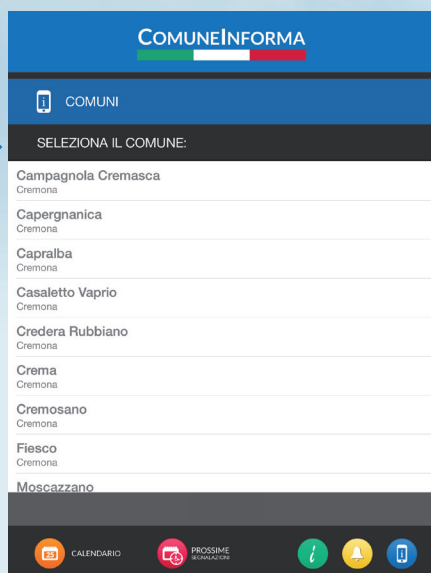 COMUNEINFORMA
COMUNI
SELEZIONA IL COMUNE:
Campagnola Cremasca
Cremona
Capergnanica
Cremona
Capralba
Cremona
Casaletto Vaprio
Cremona
Credera Rubbiano
Cremona
Crema
Cremona
Cremosano
Cremona
Fiesco
Cremona
Moscazzano
25 CALENDARIO
PROSSIME
SEGNALAZIONI
i
i